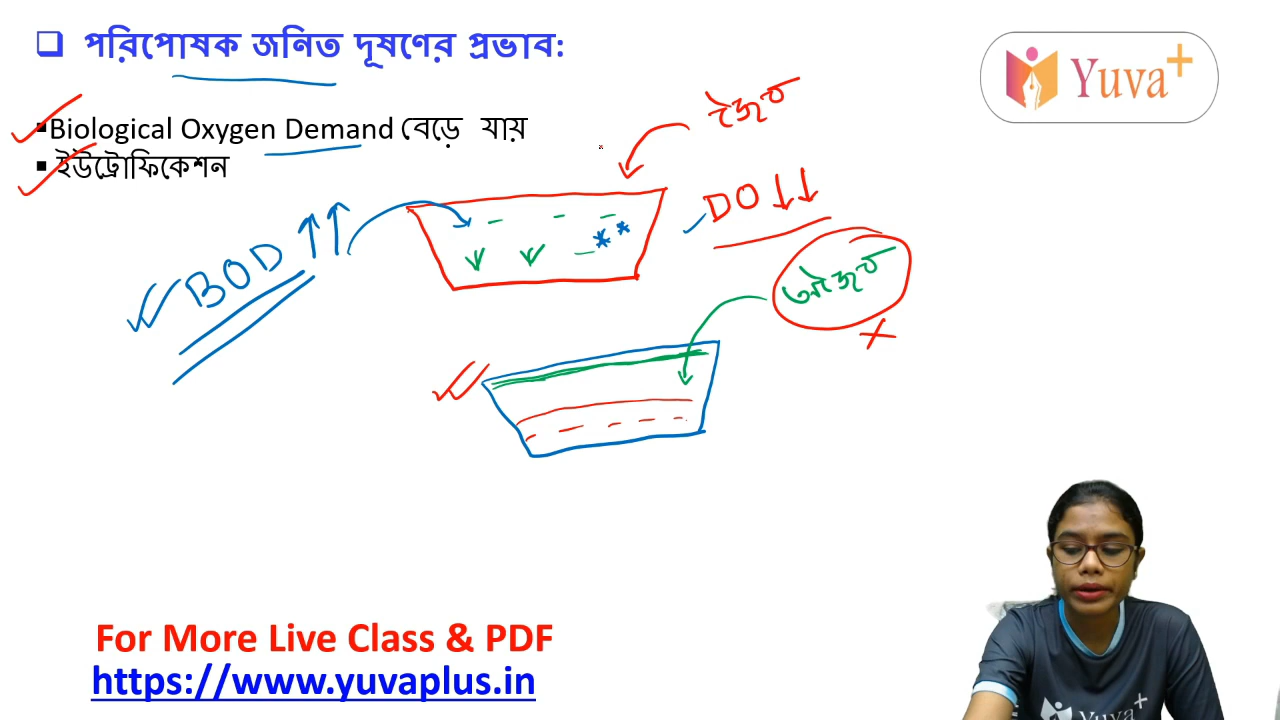 পরিপোষক জনিত দূষণের প্রভাব:
Yuva+
Biological Oxygen Demand বেড়ে যায়
ইউট্রোফিকেশন
জৈব
BOD ↑↑
DO ↓↓
অজৈব
For More Live Class & PDF
https://www.yuvaplus.in
Yuva+